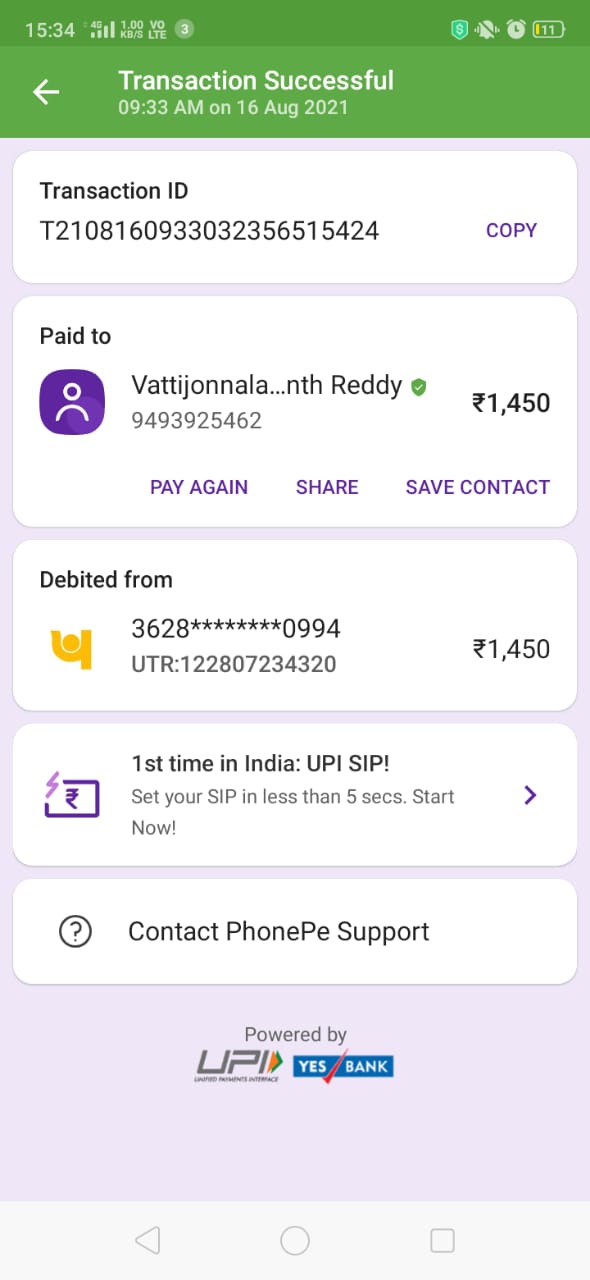 15:34 4G 1.00 KB/S VO LTE 3 11
Transaction Successful
09:33 AM on 16 Aug 2021
Transaction ID
T2108160933032356515424 COPY
Paid to
Vattijonnala...nth Reddy ₹1,450
9493925462
PAY AGAIN SHARE SAVE CONTACT
Debited from
3628********0994 ₹1,450
UTR:122807234320
1st time in India: UPI SIP!
Set your SIP in less than 5 secs. Start
Now!
Contact PhonePe Support
Powered by
UPI YES BANK
UNIFIED PAYMENTS INTERFACE